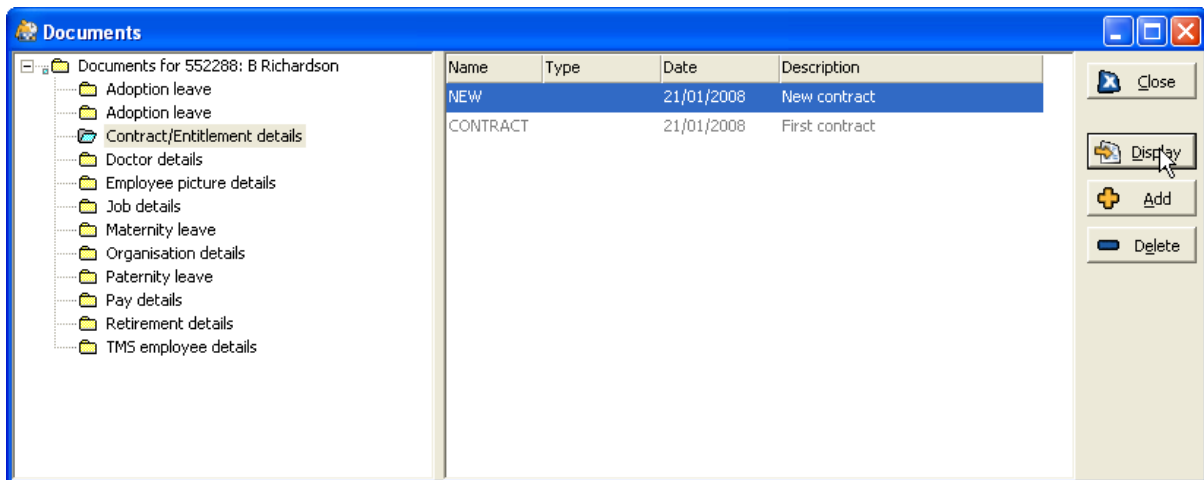 Documents
Documents for 552288: B Richardson
Adoption leave
Adoption leave
Contract/Entitlement details
Doctor details
Employee picture details
Job details
Maternity leave
Organisation details
Paternity leave
Pay details
Retirement details
TMS employee details
Name Type Date Description
NEW 21/01/2008 New contract
CONTRACT 21/01/2008 First contract
Close
Display
Add
Delete